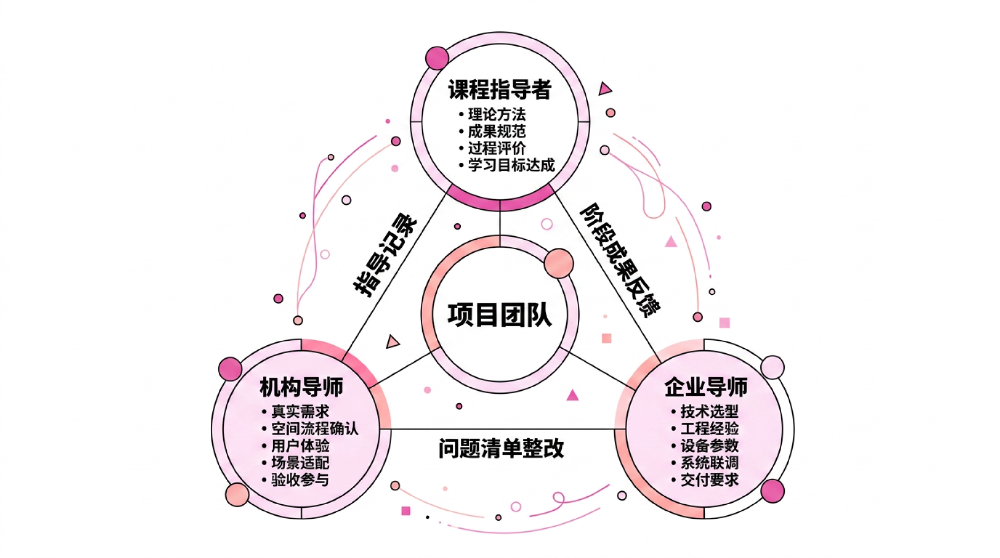 课程指导者
• 理论方法
• 成果规范
• 过程评价
• 学习目标达成
指导记录
阶段成果反馈
项目团队
机构导师
• 真实需求
• 空间流程确认
• 用户体验
• 场景适配
• 验收参与
企业导师
• 技术选型
• 工程经验
• 设备参数
• 系统联调
• 交付要求
问题清单整改